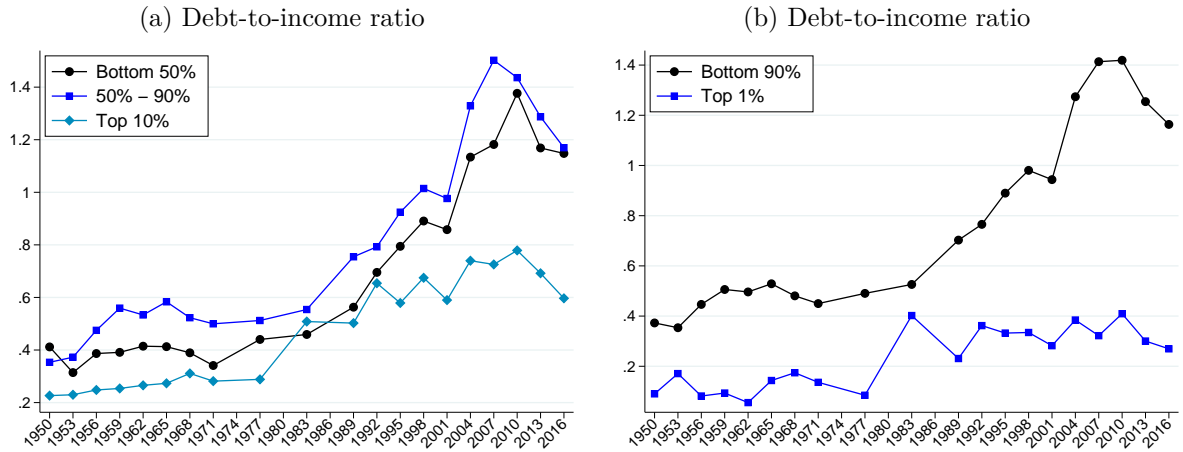 (a) Debt-to-income ratio
Bottom 50%
50% – 90%
Top 10%
1.4
1.2
1
.8
.6
.4
.2
1950 1953 1956 1959 1962 1965 1968 1971 1974 1977 1980 1983 1986 1989 1992 1995 1998 2001 2004 2007 2010 2013 2016
(b) Debt-to-income ratio
Bottom 90%
Top 1%
1.4
1.2
1
.8
.6
.4
.2
1950 1953 1956 1959 1962 1965 1968 1971 1974 1977 1980 1983 1986 1989 1992 1995 1998 2001 2004 2007 2010 2013 2016